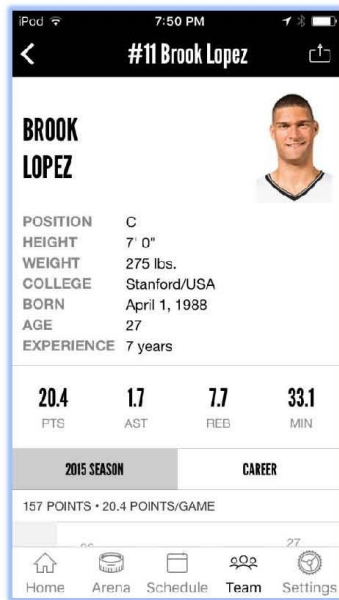 iPod 7:50 PM
#11 Brook Lopez
BROOK
LOPEZ
POSITION C
HEIGHT 7' 0"
WEIGHT 275 lbs.
COLLEGE Stanford/USA
BORN April 1, 1988
AGE 27
EXPERIENCE 7 years
20.4 1.7 7.7 33.1
PTS AST REB MIN
2015 SEASON CAREER
157 POINTS • 20.4 POINTS/GAME
27
Home Arena Schedule Team Settings